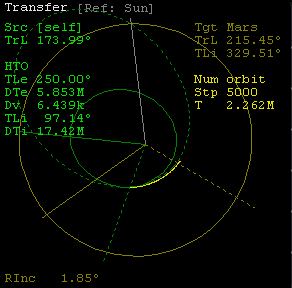 Transfer [Ref: Sun]
Src [self]
TrL 173.99°
HTO
TLe 250.00°
DTe 5.853M
Dv 6.439k
TLi 97.14°
DTi 17.42M
Tgt Mars
TrL 215.45°
TLi 329.51°
Num orbit
Stp 5000
T 2.262M
RInc 1.85°